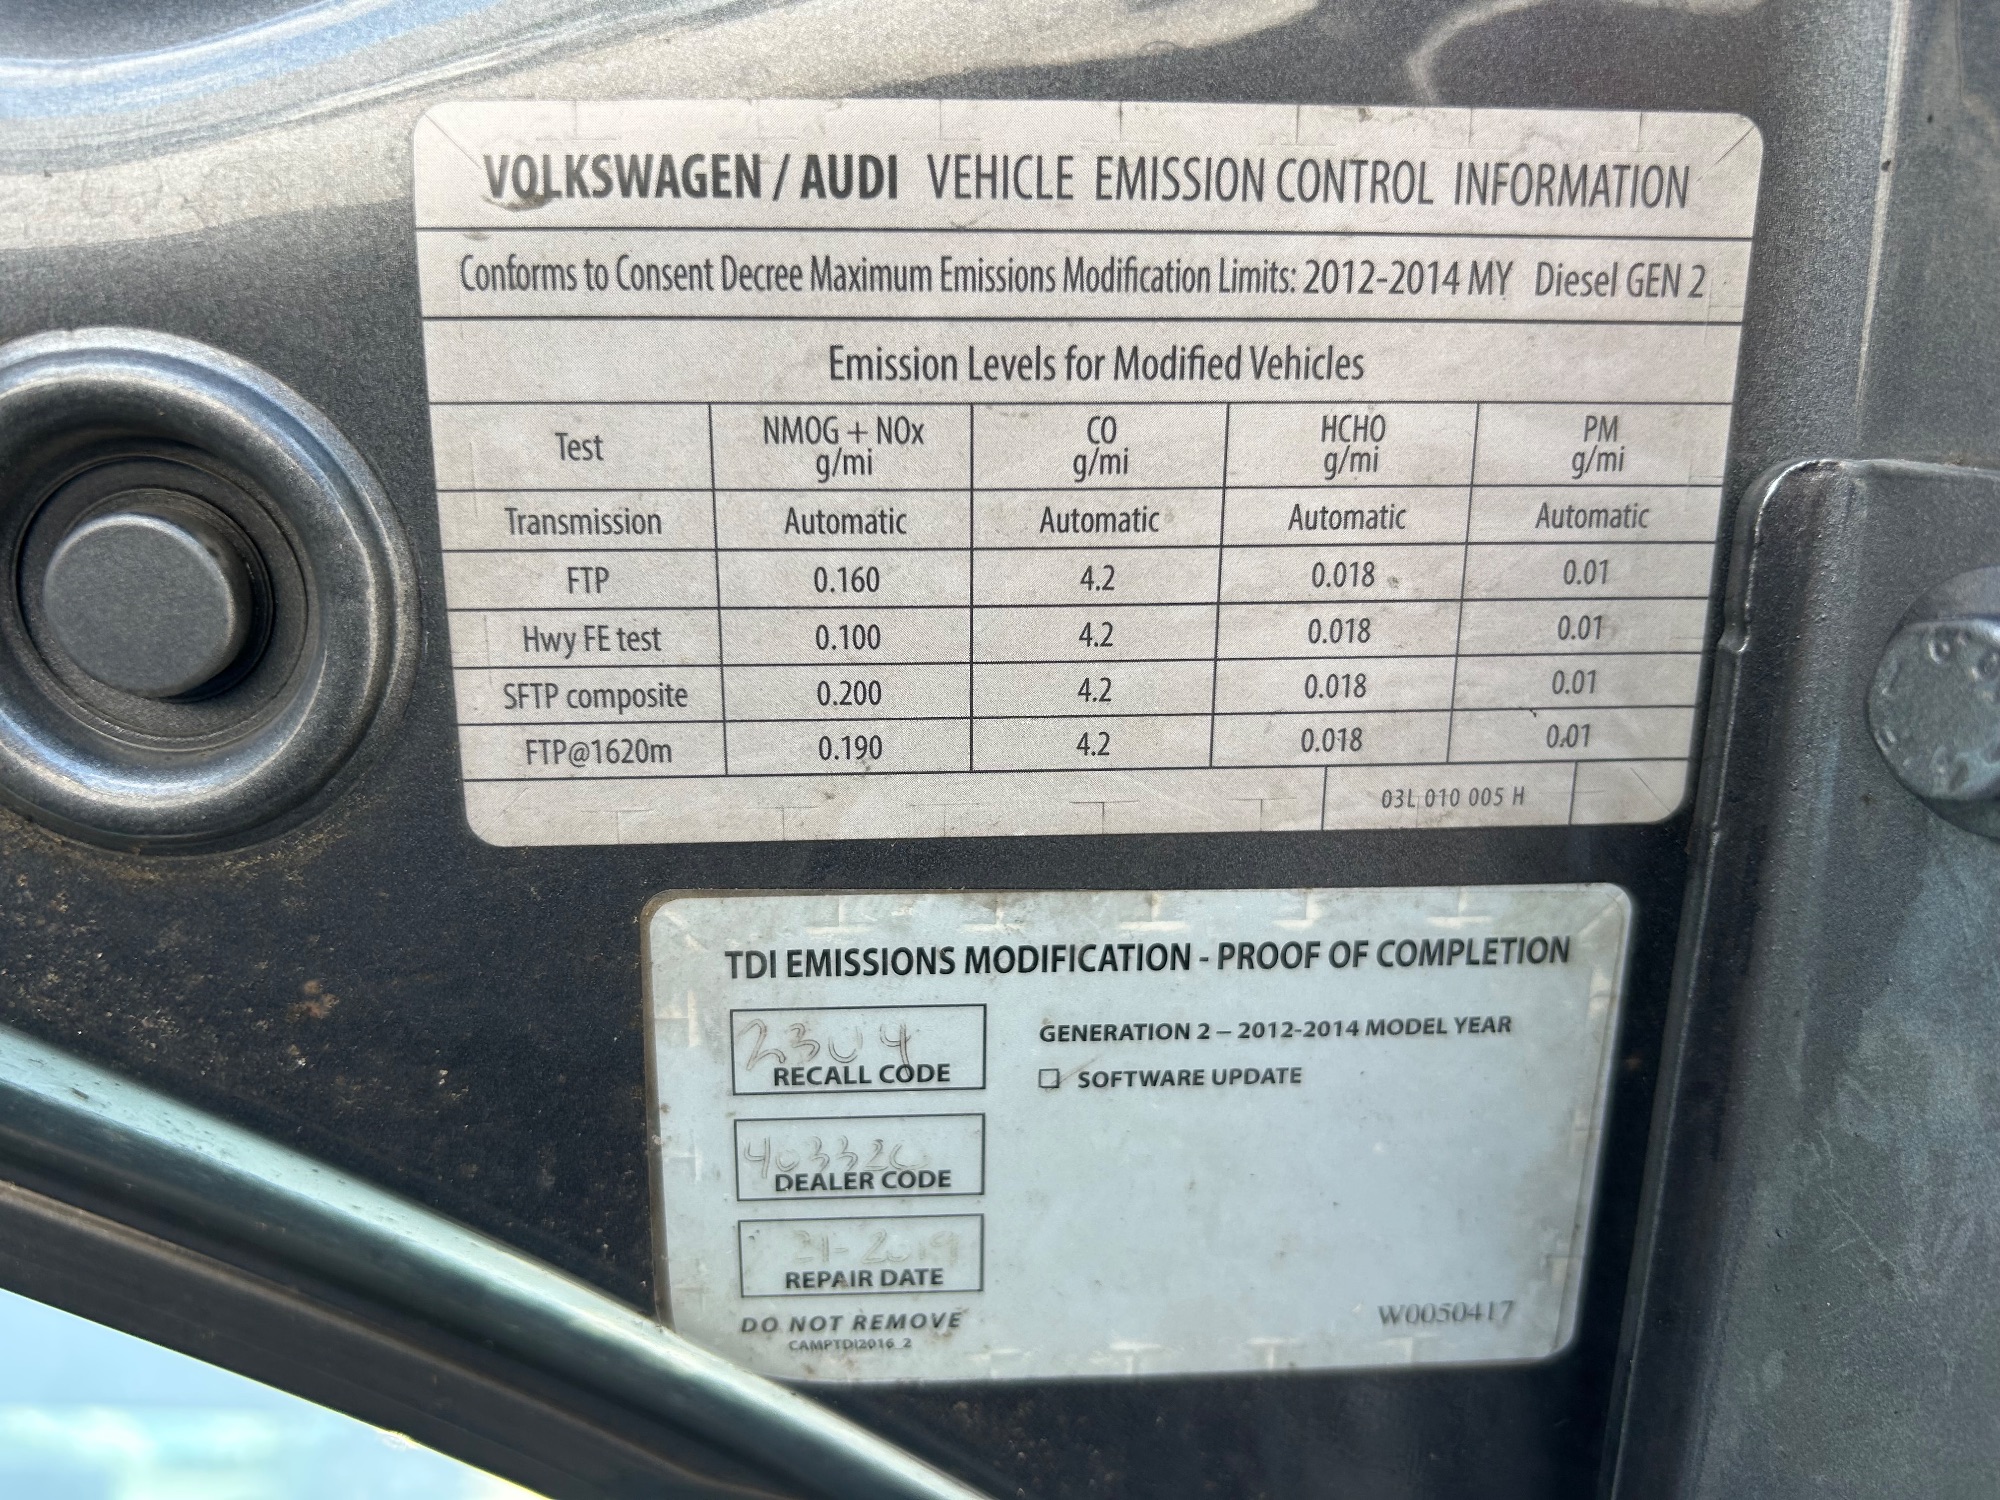 VOLKSWAGEN / AUDI VEHICLE EMISSION CONTROL INFORMATION
Conforms to Consent Decree Maximum Emissions Modification Limits: 2012-2014 MY Diesel GEN 2
Emission Levels for Modified Vehicles
Test NMOG + NOx g/mi CO g/mi HCHO g/mi PM g/mi
Transmission Automatic Automatic Automatic Automatic
FTP 0.160 4.2 0.018 0.01
Hwy FE test 0.100 4.2 0.018 0.01
SFTP composite 0.200 4.2 0.018 0.01
FTP@1620m 0.190 4.2 0.018 0.01
03L 010 005 H
TDI EMISSIONS MODIFICATION - PROOF OF COMPLETION
23U4
RECALL CODE
GENERATION 2 – 2012-2014 MODEL YEAR
SOFTWARE UPDATE
DEALER CODE
REPAIR DATE
DO NOT REMOVE
CAMPTDI2016_2
W0050417